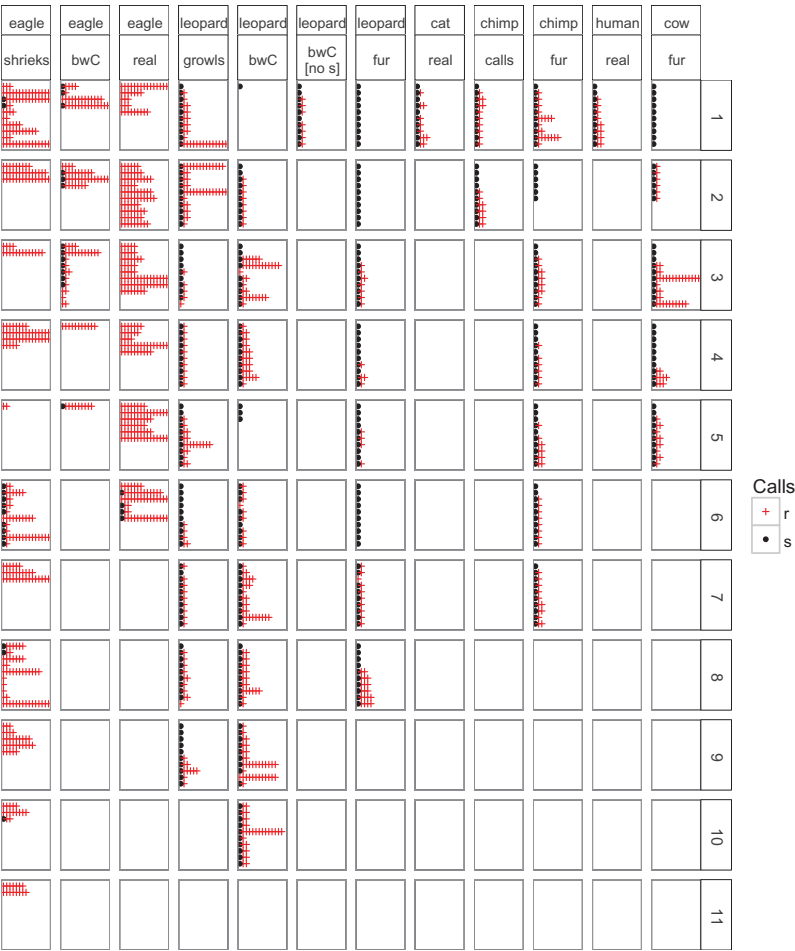 eagle eagle eagle leopard leopard leopard leopard cat chimp chimp human cow
shrieks bwC real growls bwC bwC [no s] fur real calls fur real fur
1
2
3
4
5
6
7
8
9
10
11
Calls
r
s